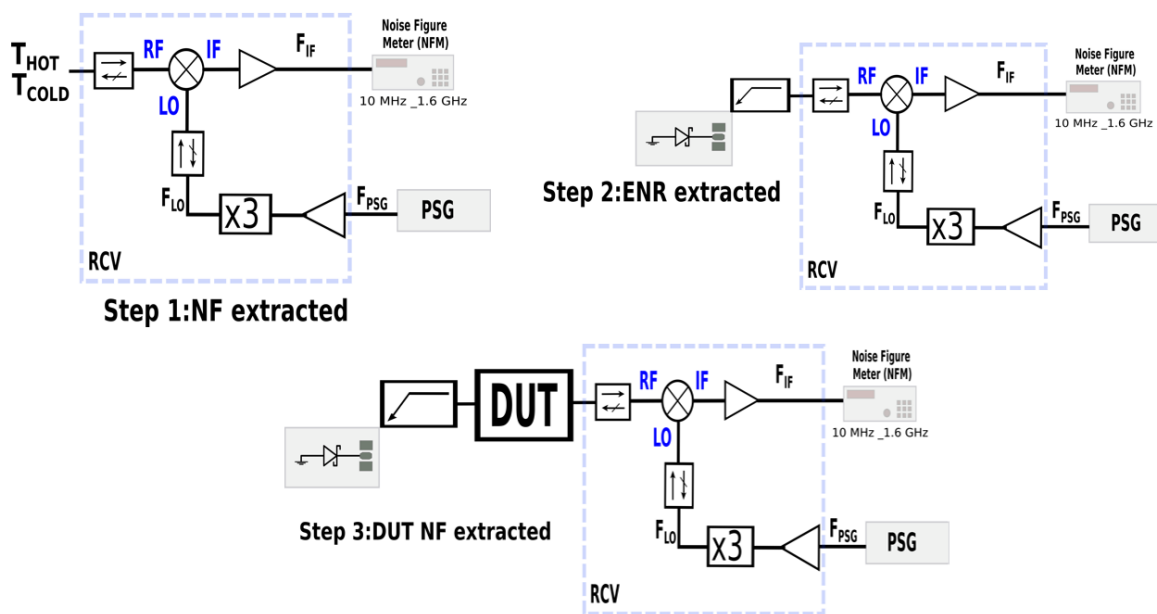 T_HOT
T_COLD
RF
IF
LO
F_IF
Noise Figure
Meter (NFM)
10 MHz _1.6 GHz
F_LO
x3
F_PSG
PSG
RCV
Step 1:NF extracted
RF
IF
LO
F_IF
Noise Figure
Meter (NFM)
10 MHz _1.6 GHz
Step 2:ENR extracted
F_LO
x3
F_PSG
PSG
RCV
DUT
RF
IF
LO
F_IF
Noise Figure
Meter (NFM)
10 MHz _1.6 GHz
Step 3:DUT NF extracted
F_LO
x3
F_PSG
PSG
RCV